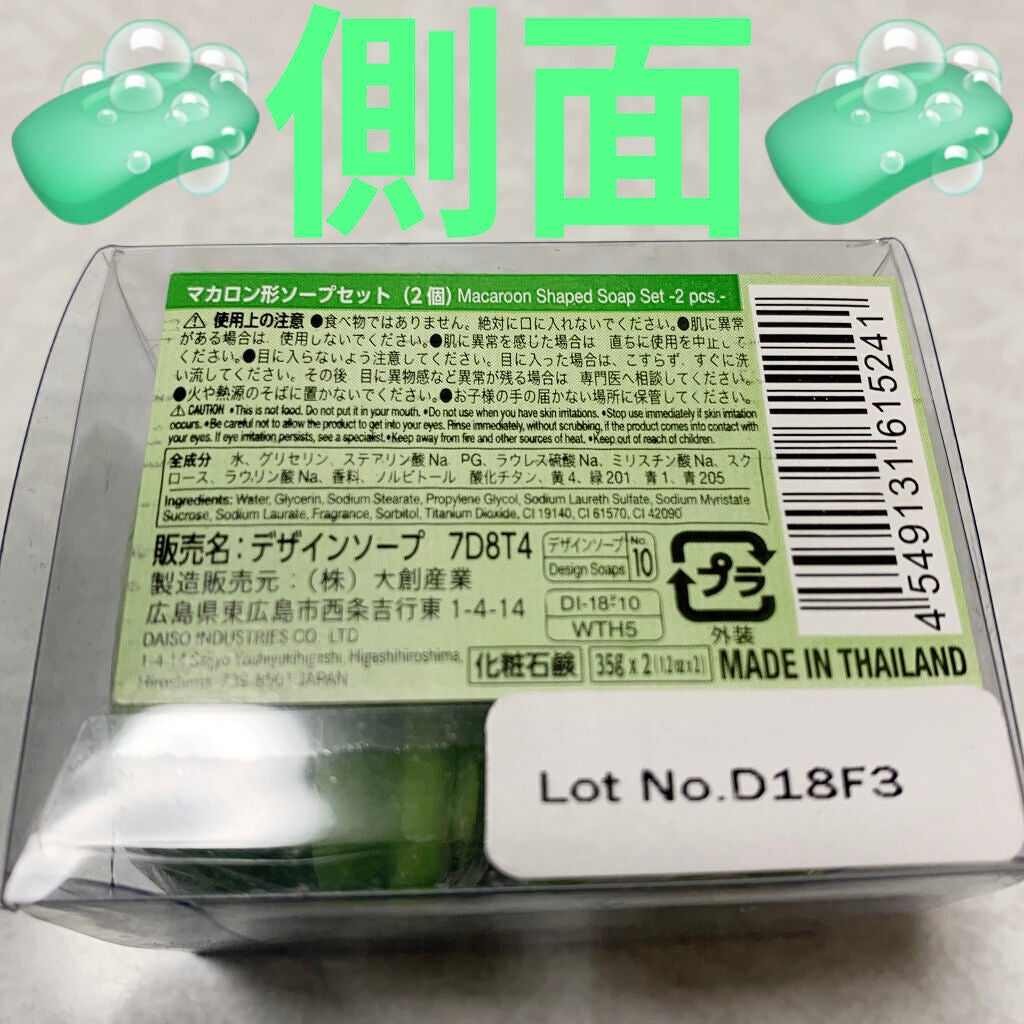 側面
マカロン形ソープセット (2個) Macaroon Shaped Soap Set -2 pcs.-
⚠ 使用上の注意 ●食べ物ではありません。絶対に口に入れないでください。●肌に異常
がある場合は 使用しないでください。●肌に異常を感じた場合は 直ちに使用を中止して
ください。●目に入らないよう注意してください。目に入った場合は、こすらず すぐに洗
い流してください。その後 目に異物感など異常が残る場合は 専門医へ相談してください。
●火や熱源のそばに置かないでください。●お子様の手の届かない場所に保管してください。
⚠ CAUTION •This is not food. Do not put it in your mouth. •Do not use when you have skin irritations. •Stop use immediately if skin irritation
occurs. •Be careful not to allow the product to get into your eyes. Rinse immediately, without scrubbing, if the product comes into contact with
your eyes. If eye irritation persists, see a specialist. •Keep away from fire and other sources of heat. •Keep out of reach of children.
全成分 水、グリセリン、ステアリン酸Na PG、ラウレス硫酸Na、ミリスチン酸Na、スク
ロース、ラウリン酸Na、香料、ソルビトール 酸化チタン、黄4、緑201 青1、青205
Ingredients: Water, Glycerin, Sodium Stearate, Propylene Glycol, Sodium Laureth Sulfate, Sodium Myristate
Sucrose, Sodium Laurate, Fragrance, Sorbitol, Titanium Dioxide, CI 19140, CI 61570, CI 42090
販売名：デザインソープ 7D8T4
デザインソープ No.
Design Soaps 10
製造販売元：（株）大創産業
広島県東広島市西条吉行東 1-4-14
DI-18 10
WTH5
プラ
外装
DAISO INDUSTRIES CO. LTD
1-4-14 Saijyo Yoshiyukihigashi, Higashihiroshima,
Hiroshima 739-8501 JAPAN
化粧石鹸 35g x 2 (1.2 oz x 2) MADE IN THAILAND
4 549131 615241
Lot No.D18F3